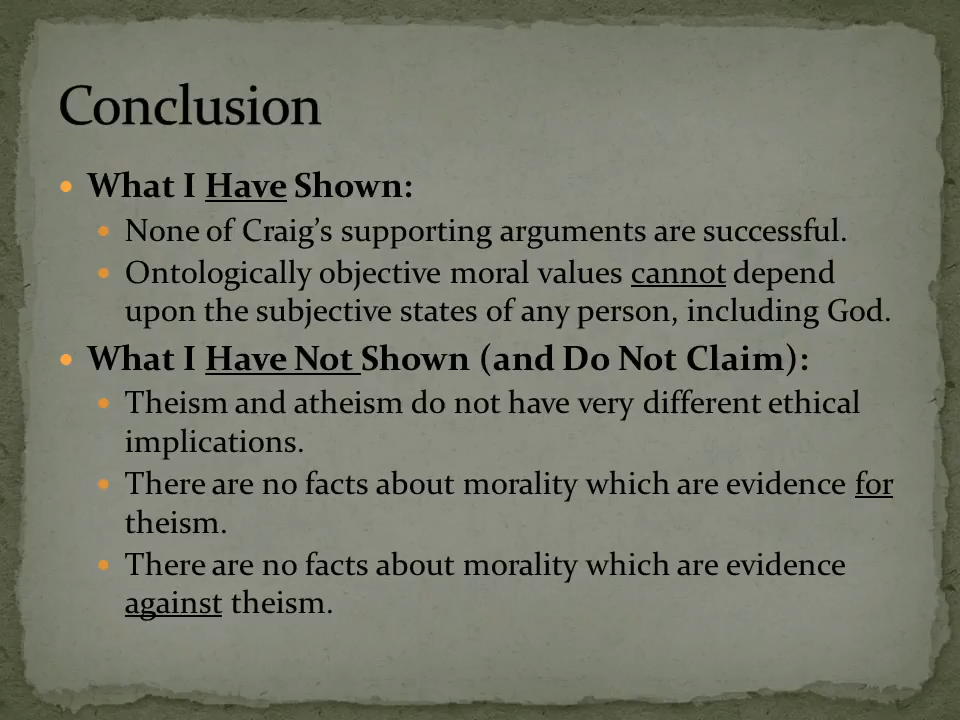 Conclusion
What I Have Shown:
None of Craig’s supporting arguments are successful.
Ontologically objective moral values cannot depend
upon the subjective states of any person, including God.
What I Have Not Shown (and Do Not Claim):
Theism and atheism do not have very different ethical
implications.
There are no facts about morality which are evidence for
theism.
There are no facts about morality which are evidence
against theism.